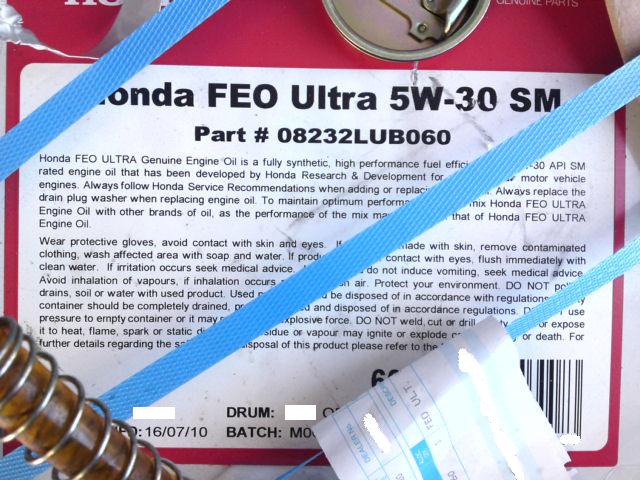 GENUINE PARTS
onda FEO Ultra 5W-30 SM
Part # 08232LUB060
Honda FEO ULTRA Genuine Engine Oil is a fully synthetic, high performance fuel -30 API SM
rated engine oil that has been developed by Honda Research & Development for motor vehicle
engines. Always follow Honda Service Recommendations when adding or Always replace the
drain plug washer when replacing engine oil. To maintain optimum mix Honda FEO ULTRA
Engine Oil with other brands of oil, as the performance of the mix that of Honda FEO ULTRA
Engine Oil.
Wear protective gloves, avoid contact with skin and eyes. made with skin, remove contaminated
clothing, wash affected area with soap and water. If contact with eyes, flush immediately with
clean water. If irritation occurs seek medical advice. do not induce vomiting, seek medical advice.
Avoid inhalation of vapours, if inhalation occurs air. Protect your environment. DO NOT
drains, soil or water with used product. Used be disposed of in accordance with
container should be completely drained, and disposed of in accordance regulations. use
pressure to empty container or it may explosive force. DO NOT weld, cut or drill or expose
it to heat, flame, spark or static or vapour may ignite or explode or death. For
further details regarding the disposal of this product please refer to the
DRUM:
16/07/10 BATCH:
1 FEO ULT